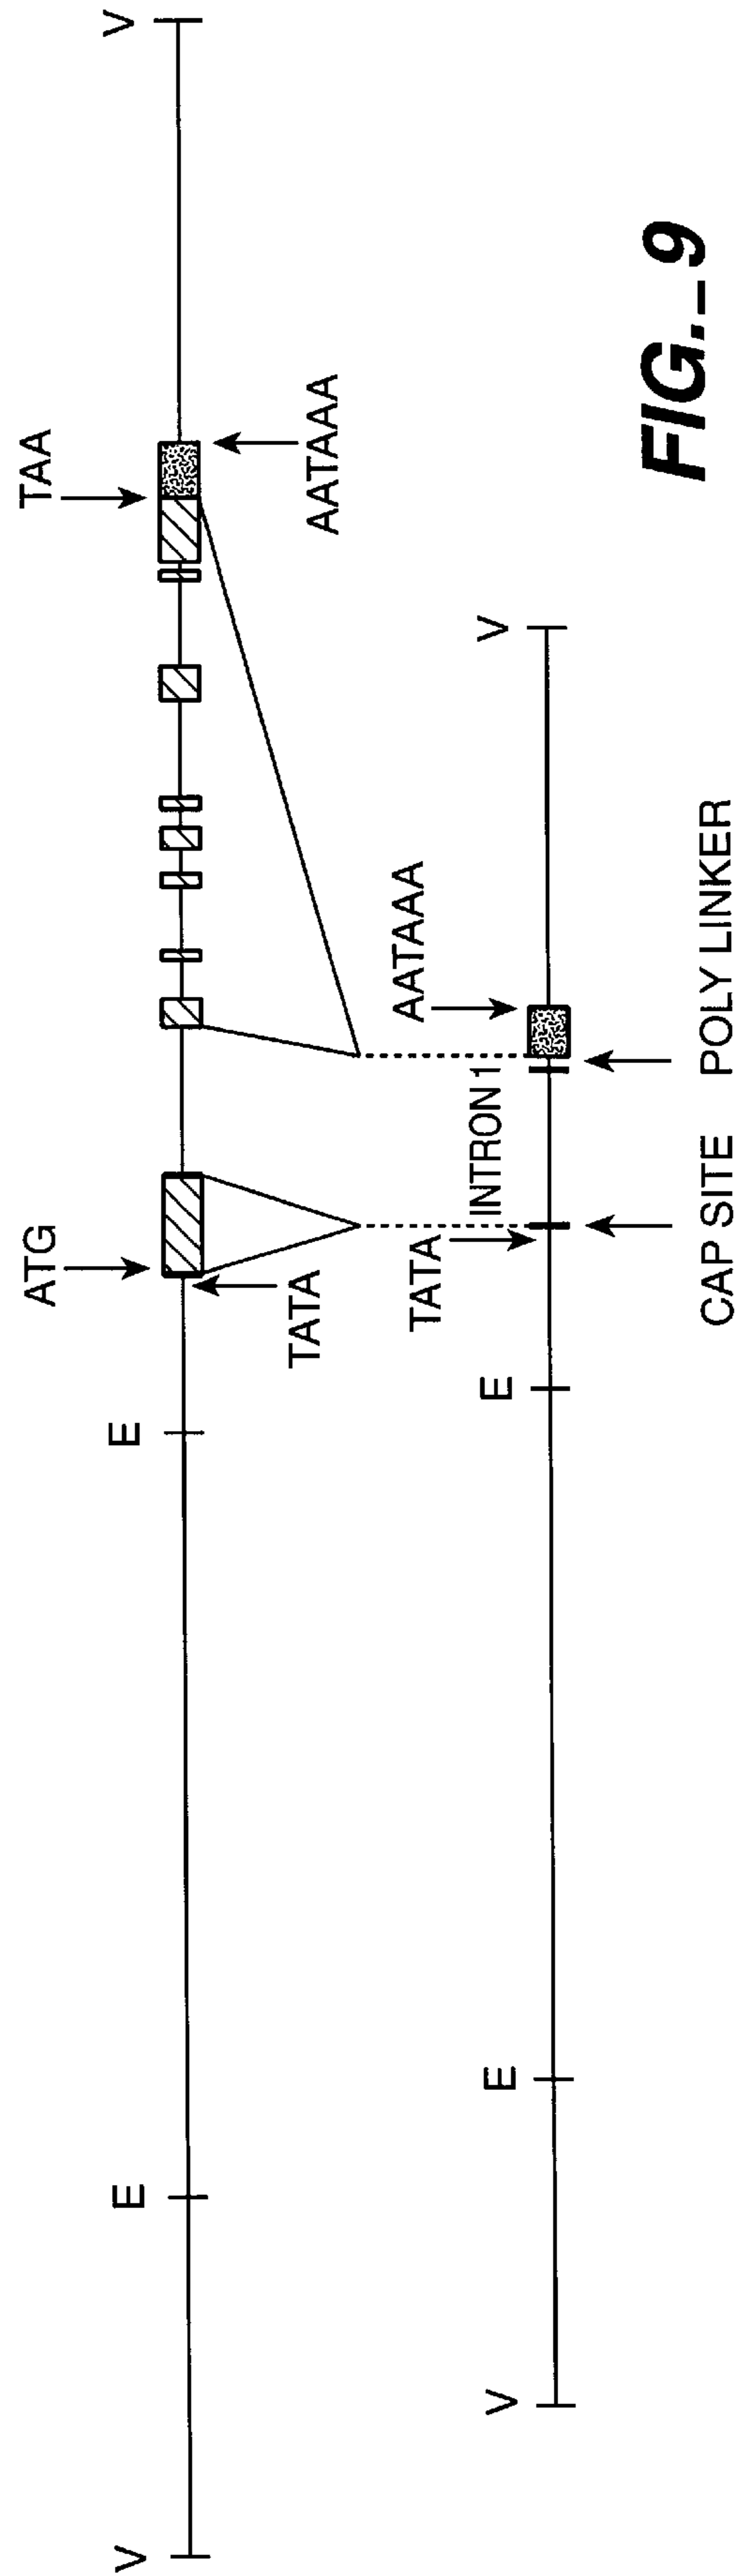 V
E
E
ATG
TATA
TAA
AATAAA
V
V
E
E
TATA
INTRON 1
AATAAA
V
CAP SITE
POLY LINKER
FIG._9